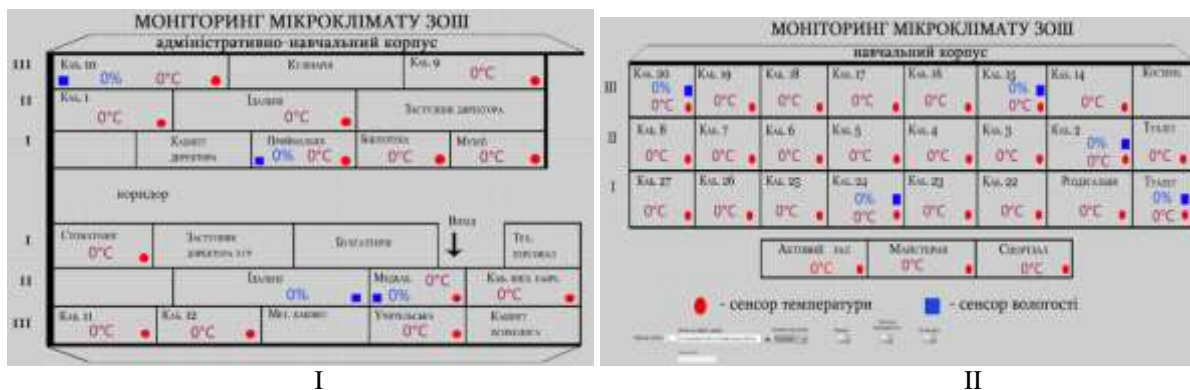 МОНІТОРИНГ МІКРОКЛІМАТУ ЗОШ
адміністративно-навчальний корпус
III
Каб. 10
0% 0°C
Кулінарія
Каб. 9
0°C
II
Каб. 1
0°C
Їдальня
0°C
Заступник директора
I
Кабінет директора
Приймальня
0% 0°C
Бібліотека
0°C
Музей
0°C
коридор
Вхід
I
Стоматолог
0°C
Заступник
Бухгалтерія
Тех. персонал
II
Їдальня
0%
Медкаб. 0°C
0%
0°C
III
Каб. 11
0°C
Каб. 12
0°C
Мет. кабінет
Учительська
0°C
Кабінет психолога
I
МОНІТОРИНГ МІКРОКЛІМАТУ ЗОШ
навчальний корпус
III
Каб. 20 Каб. 19 Каб. 18 Каб. 17 Каб. 16 Каб. 15 Каб. 14
0% 0%
0°C 0°C 0°C 0°C 0°C 0°C 0°C
II
Каб. 8 Каб. 7 Каб. 6 Каб. 5 Каб. 4 Каб. 3 Каб. 2 Туалет
0%
0°C 0°C 0°C 0°C 0°C 0°C 0°C 0°C
I
Каб. 27 Каб. 26 Каб. 25 Каб. 24 Каб. 23 Каб. 22 Роздягальня Туалет
0% 0%
0°C 0°C 0°C 0°C 0°C 0°C 0°C 0°C
Актовий зал Майстерня Спортзал
0°C 0°C 0°C
- сенсор температури - сенсор вологості
II